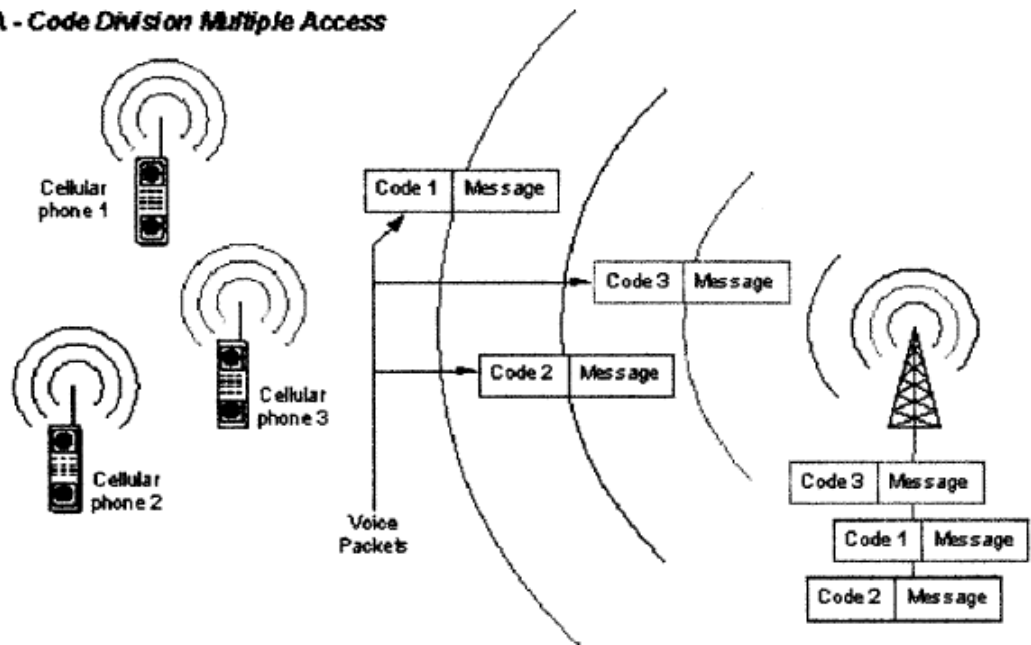 A - Code Division Multiple Access
Cellular
phone 1
Code 1 Message
Code 3 Message
Cellular
phone 3
Code 2 Message
Cellular
phone 2
Voice
Packets
Code 3 Message
Code 1 Message
Code 2 Message